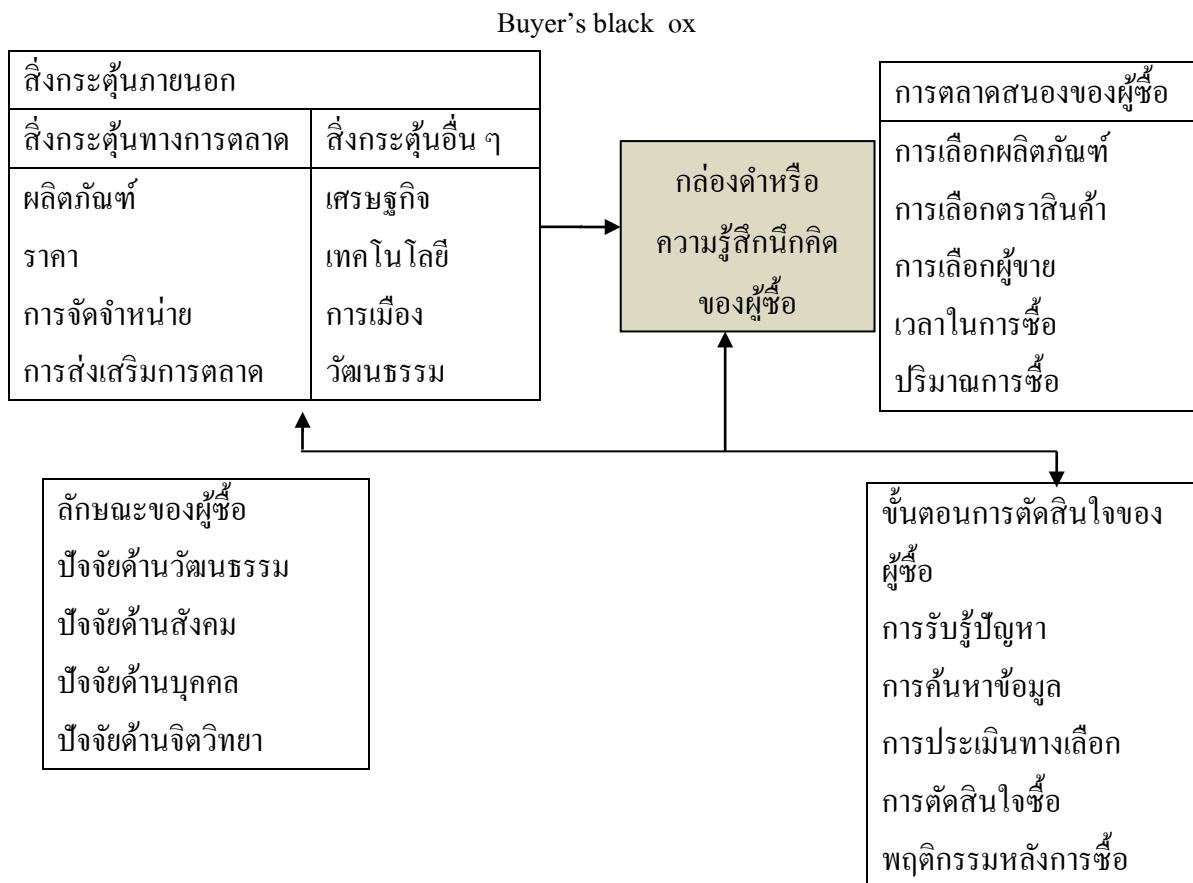 Buyer's black ox
สิ่งกระตุ้นภายนอก
สิ่งกระตุ้นทางการตลาด
สิ่งกระตุ้นอื่น ๆ
ผลิตภัณฑ์
เศรษฐกิจ
ราคา
เทคโนโลยี
การจัดจำหน่าย
การเมือง
การส่งเสริมการตลาด
วัฒนธรรม
กล่องดำหรือ
ความรู้สึกนึกคิด
ของผู้ซื้อ
การตลาดสนองของผู้ซื้อ
การเลือกผลิตภัณฑ์
การเลือกตราสินค้า
การเลือกผู้ขาย
เวลาในการซื้อ
ปริมาณการซื้อ
ลักษณะของผู้ซื้อ
ปัจจัยด้านวัฒนธรรม
ปัจจัยด้านสังคม
ปัจจัยด้านบุคคล
ปัจจัยด้านจิตวิทยา
ขั้นตอนการตัดสินใจของ
ผู้ซื้อ
การรับรู้ปัญหา
การค้นหาข้อมูล
การประเมินทางเลือก
การตัดสินใจซื้อ
พฤติกรรมหลังการซื้อ